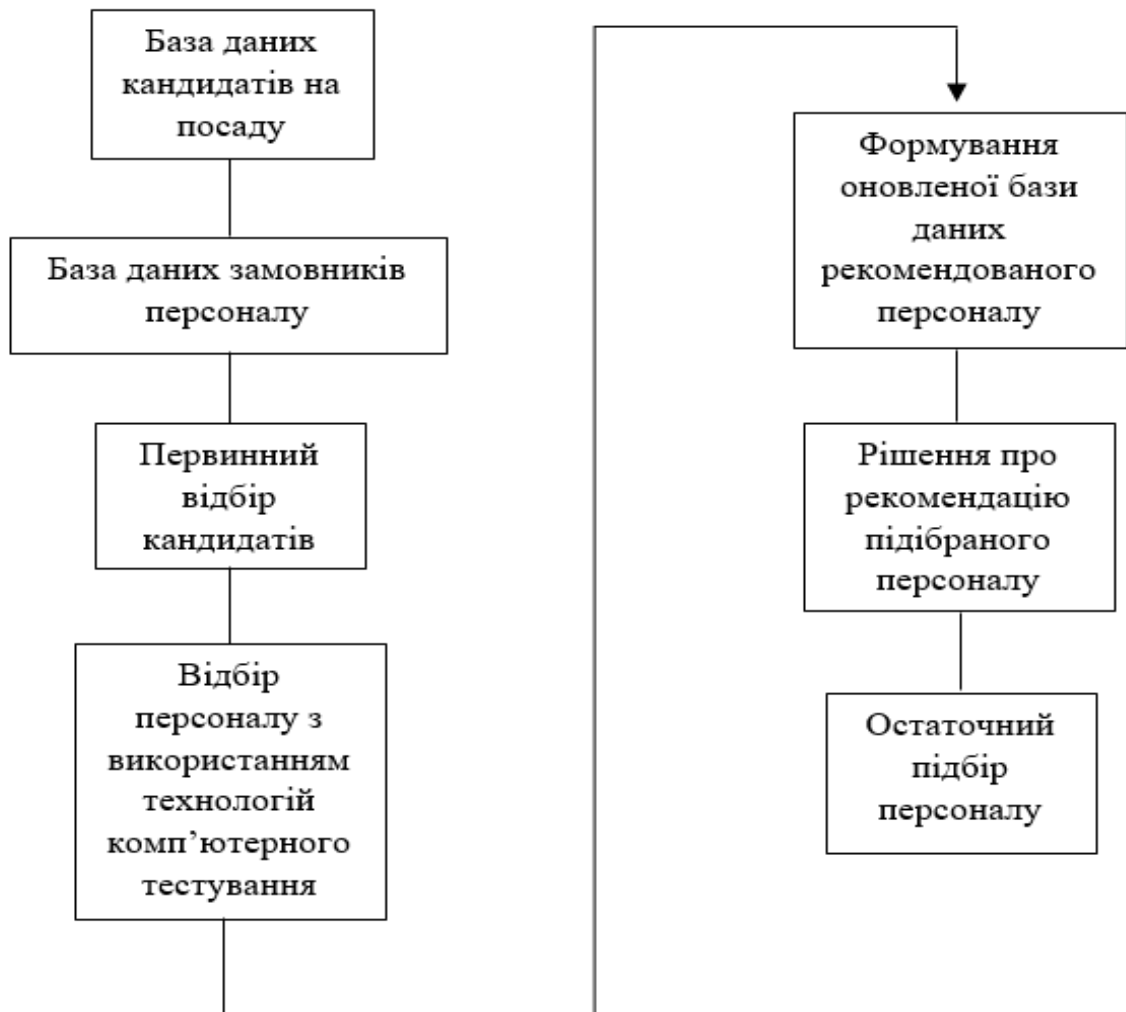 База даних
кандидатів на
посаду
База даних замовників
персоналу
Первинний
відбір
кандидатів
Відбір
персоналу з
використанням
технологій
комп’ютерного
тестування
Формування
оновленої бази
даних
рекомендованого
персоналу
Рішення про
рекомендацію
підібраного
персоналу
Остаточний
підбір
персоналу